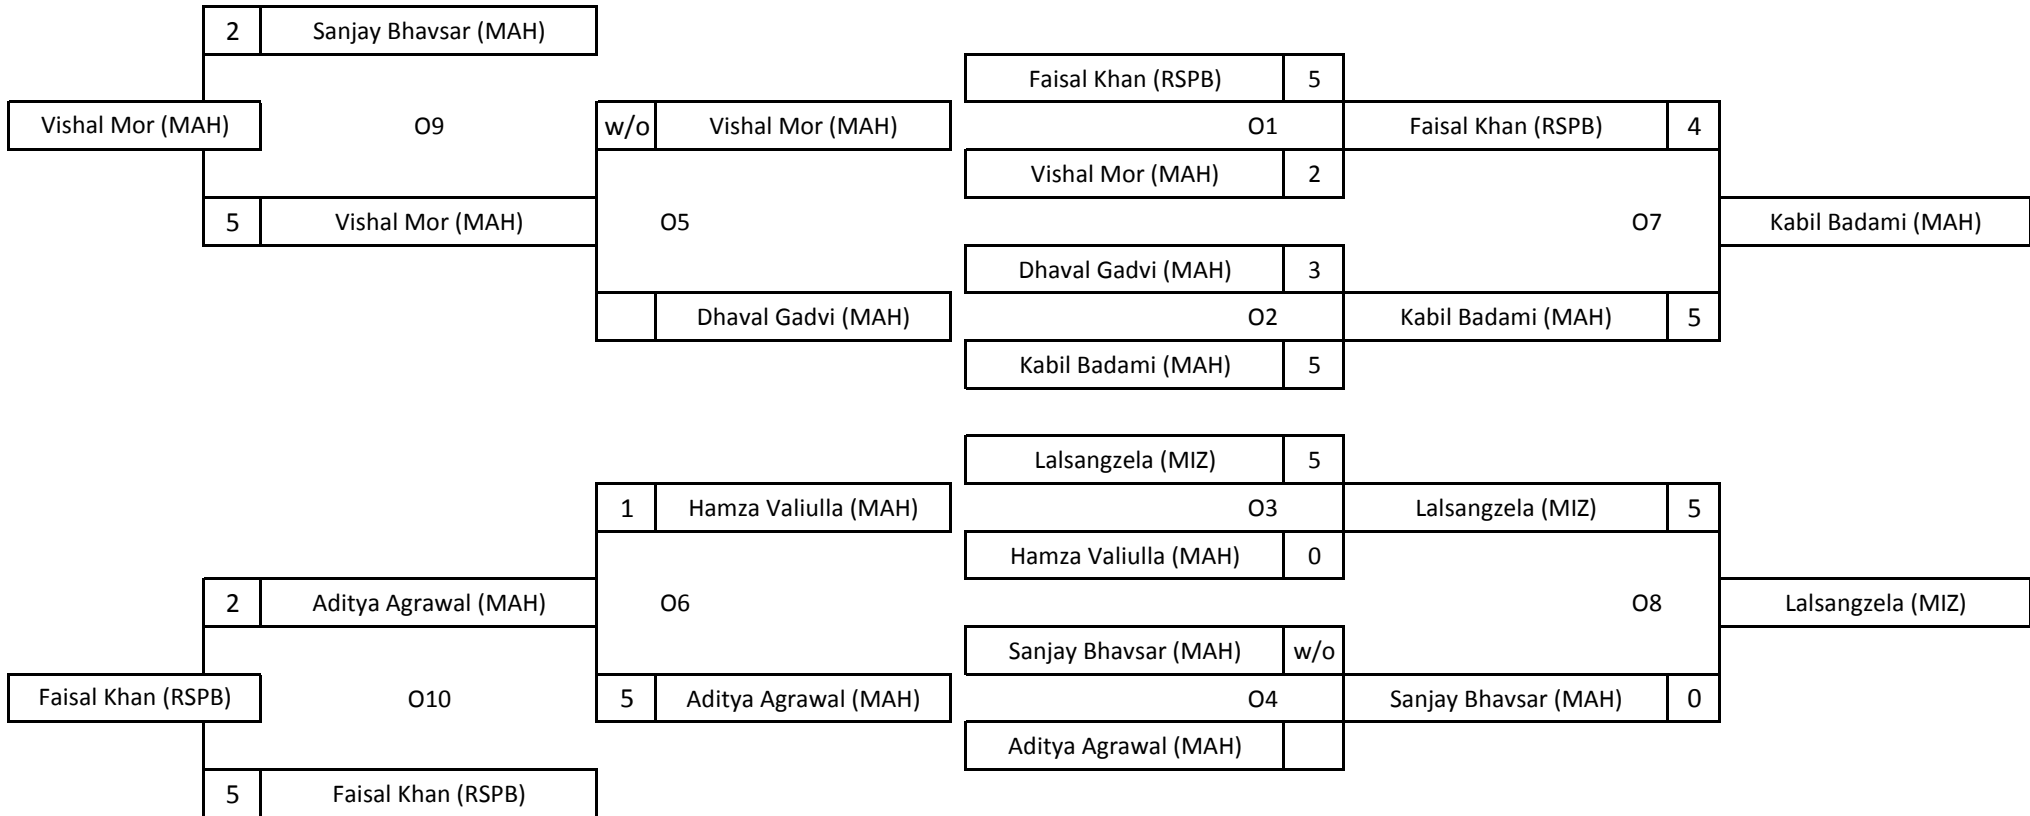 2 Sanjay Bhavsar (MAH)
Faisal Khan (RSPB) 5
Vishal Mor (MAH) O9 w/o Vishal Mor (MAH) O1 Faisal Khan (RSPB) 4
Vishal Mor (MAH) 2
5 Vishal Mor (MAH) O5 O7 Kabil Badami (MAH)
Dhaval Gadvi (MAH) 3
Dhaval Gadvi (MAH) O2 Kabil Badami (MAH) 5
Kabil Badami (MAH) 5
Lalsangzela (MIZ) 5
1 Hamza Valiulla (MAH) O3 Lalsangzela (MIZ) 5
Hamza Valiulla (MAH) 0
2 Aditya Agrawal (MAH) O6 O8 Lalsangzela (MIZ)
Sanjay Bhavsar (MAH) w/o
Faisal Khan (RSPB) O10 5 Aditya Agrawal (MAH) O4 Sanjay Bhavsar (MAH) 0
Aditya Agrawal (MAH)
5 Faisal Khan (RSPB)